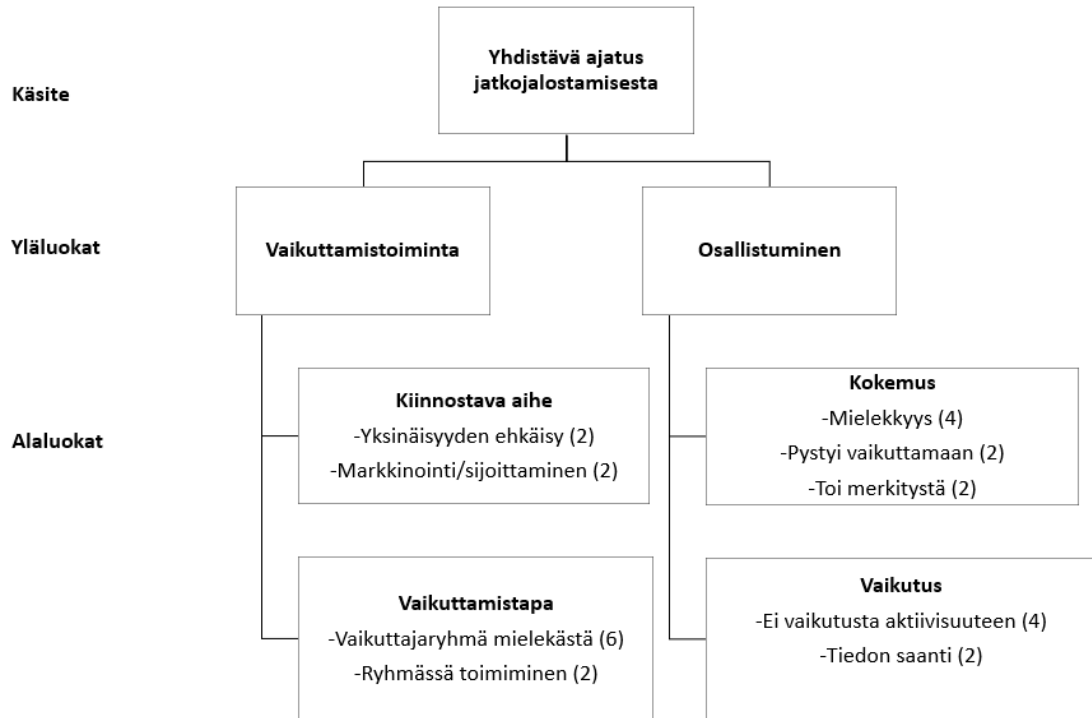 Yhdistävä ajatus
jatkojalostamisesta
Käsite
Yläluokat
Vaikuttamistoiminta
Osallistuminen
Alaluokat
Kiinnostava aihe
-Yksinäisyyden ehkäisy (2)
-Markkinointi/sijoittaminen (2)
Kokemus
-Mielekkyys (4)
-Pystyi vaikuttamaan (2)
-Toi merkitystä (2)
Vaikuttamistapa
-Vaikuttajaryhmä mielekästä (6)
-Ryhmässä toimiminen (2)
Vaikutus
-Ei vaikutusta aktiivisuuteen (4)
-Tiedon saanti (2)